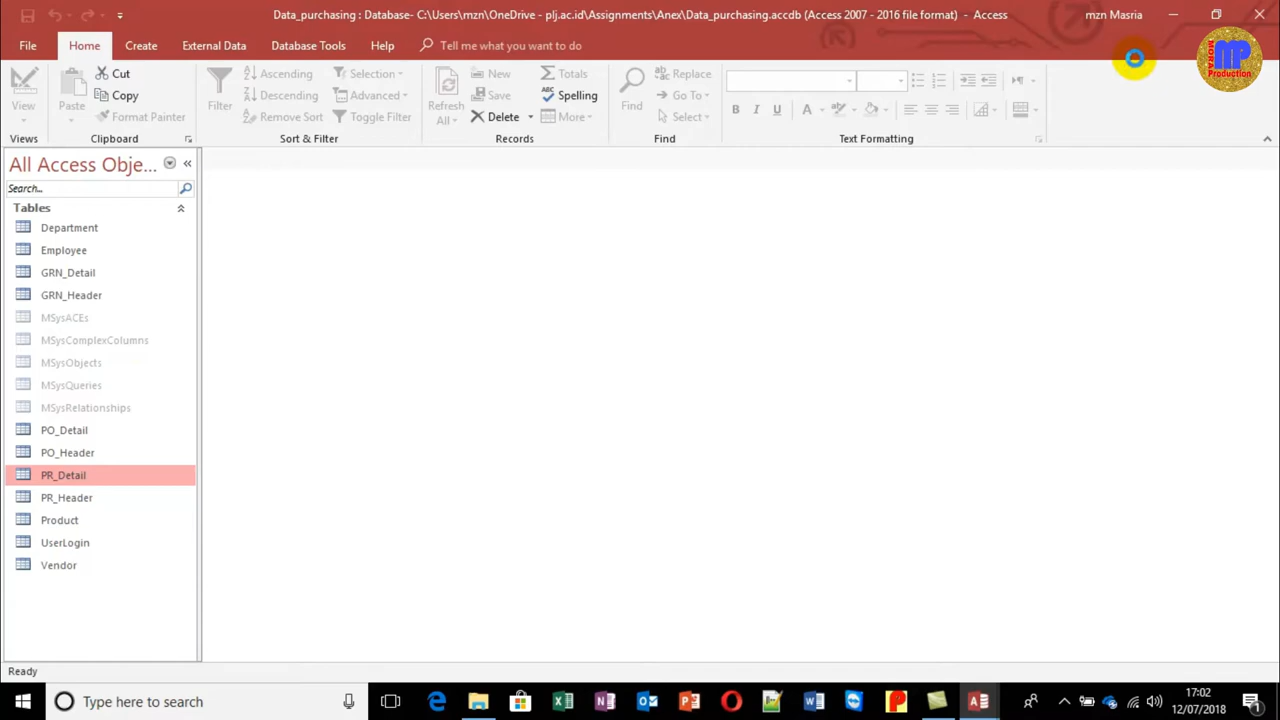 Data_purchasing : Database- C:\Users\mzn\OneDrive - plj.ac.id\Assignments\Anex\Data_purchasing.accdb (Access 2007 - 2016 file format) - Access
mzn Masria
File Home Create External Data Database Tools Help Tell me what you want to do
MORA MP Production
View
Views
Paste
Cut
Copy
Format Painter
Clipboard
Filter
Ascending
Descending
Remove Sort
Selection
Advanced
Toggle Filter
Sort & Filter
Refresh
All
New
Save
Delete
Totals
Spelling
More
Records
Find
Replace
Go To
Select
Find
B I U A
Text Formatting
All Access Obje...
Search...
Tables
Department
Employee
GRN_Detail
GRN_Header
MSysACEs
MSysComplexColumns
MSysObjects
MSysQueries
MSysRelationships
PO_Detail
PO_Header
PR_Detail
PR_Header
Product
UserLogin
Vendor
Ready
Type here to search
17:02
12/07/2018